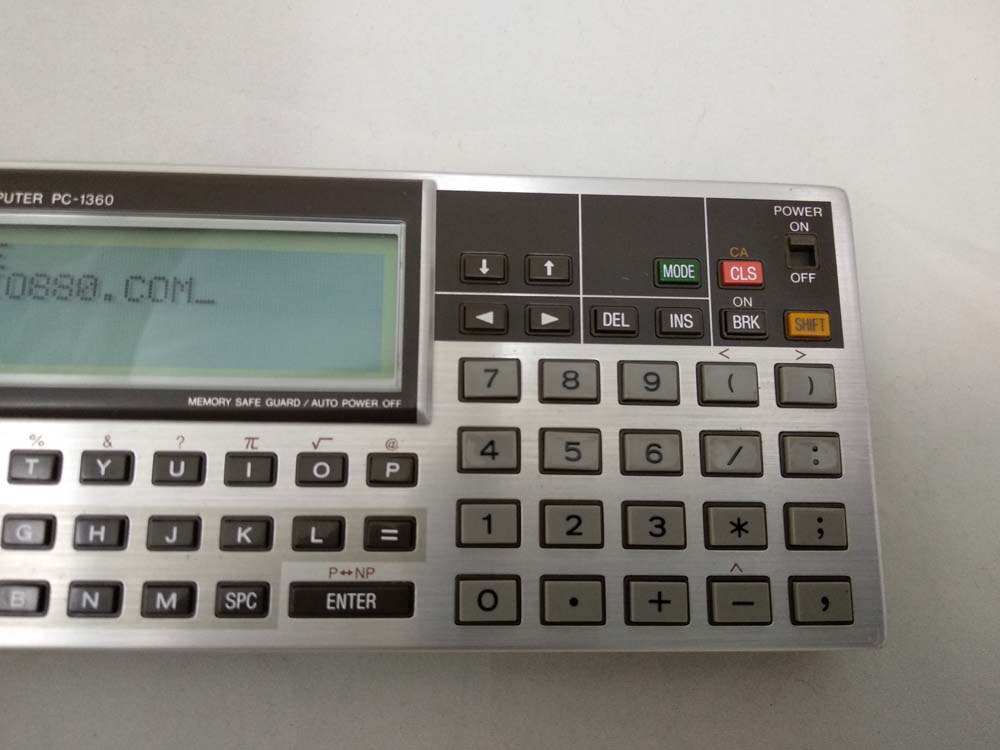 PUTER PC-1360
TO880.COM_
MEMORY SAFE GUARD / AUTO POWER OFF
POWER
ON
OFF
↓ ↑ MODE CA CLS
◀ ▶ DEL INS ON BRK SHIFT
< >
7 8 9 ( )
4 5 6 / :
1 2 3 * ;
^
0 . + - ,
% & ? π √ @
T Y U I O P
G H J K L =
P↔NP
B N M SPC ENTER